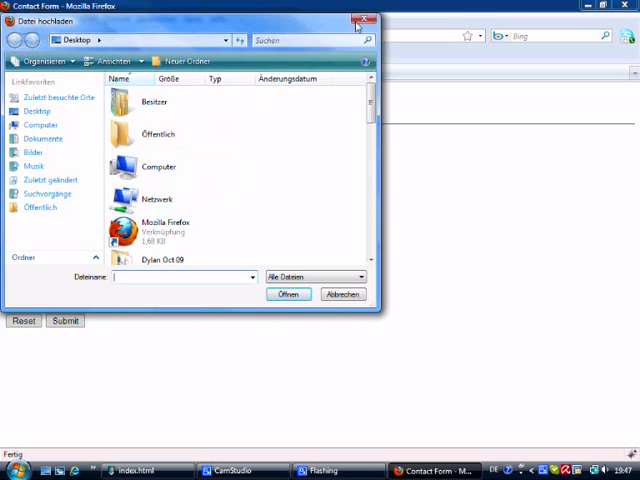 Contact Form - Mozilla Firefox
Datei hochladen
Desktop
Suchen
Bing
Organisieren
Ansichten
Neuer Ordner
Linkfavoriten
Name
Größe
Typ
Änderungsdatum
Zuletzt besuchte Orte
Desktop
Computer
Dokumente
Bilder
Musik
Zuletzt geändert
Suchvorgänge
Öffentlich
Ordner
Besitzer
Öffentlich
Computer
Netzwerk
Mozilla Firefox
Verknüpfung
1,68 KB
Dylan Oct 09
Dateiname:
Alle Dateien
Öffnen
Abbrechen
Reset
Submit
Fertig
index.html
CamStudio
Flashing
Contact Form - M...
DE
19:47